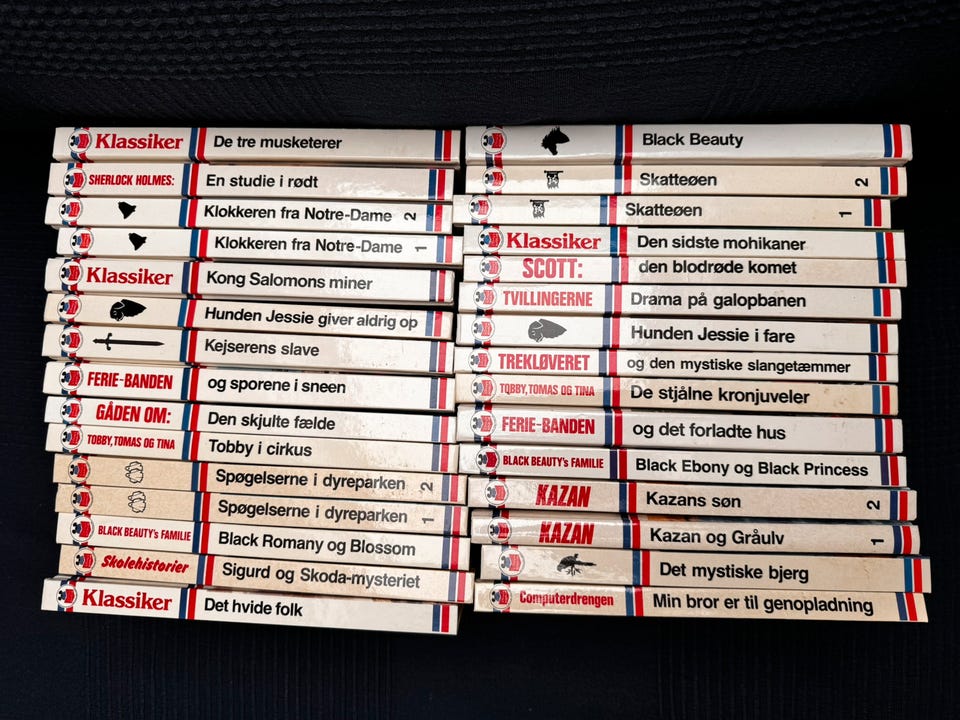 Klassiker De tre musketerer
SHERLOCK HOLMES: En studie i rødt
Klokkeren fra Notre-Dame 2
Klokkeren fra Notre-Dame 1
Klassiker Kong Salomons miner
Hunden Jessie giver aldrig op
Kejserens slave
FERIE-BANDEN og sporene i sneen
GÅDEN OM: Den skjulte fælde
TOBBY, TOMAS OG TINA Tobby i cirkus
Spøgelserne i dyreparken 2
Spøgelserne i dyreparken 1
BLACK BEAUTY's FAMILIE Black Romany og Blossom
Skolehistorier Sigurd og Skoda-mysteriet
Klassiker Det hvide folk
Black Beauty
Skatteøen 2
Skatteøen 1
Klassiker Den sidste mohikaner
SCOTT: den blodrøde komet
TVILLINGERNE Drama på galopbanen
Hunden Jessie i fare
TREKLØVERET og den mystiske slangetæmmer
TOBBY, TOMAS OG TINA De stjålne kronjuveler
FERIE-BANDEN og det forladte hus
BLACK BEAUTY's FAMILIE Black Ebony og Black Princess
KAZAN Kazans søn 2
KAZAN Kazan og Gråulv 1
Det mystiske bjerg
Computerdrengen Min bror er til genopladning